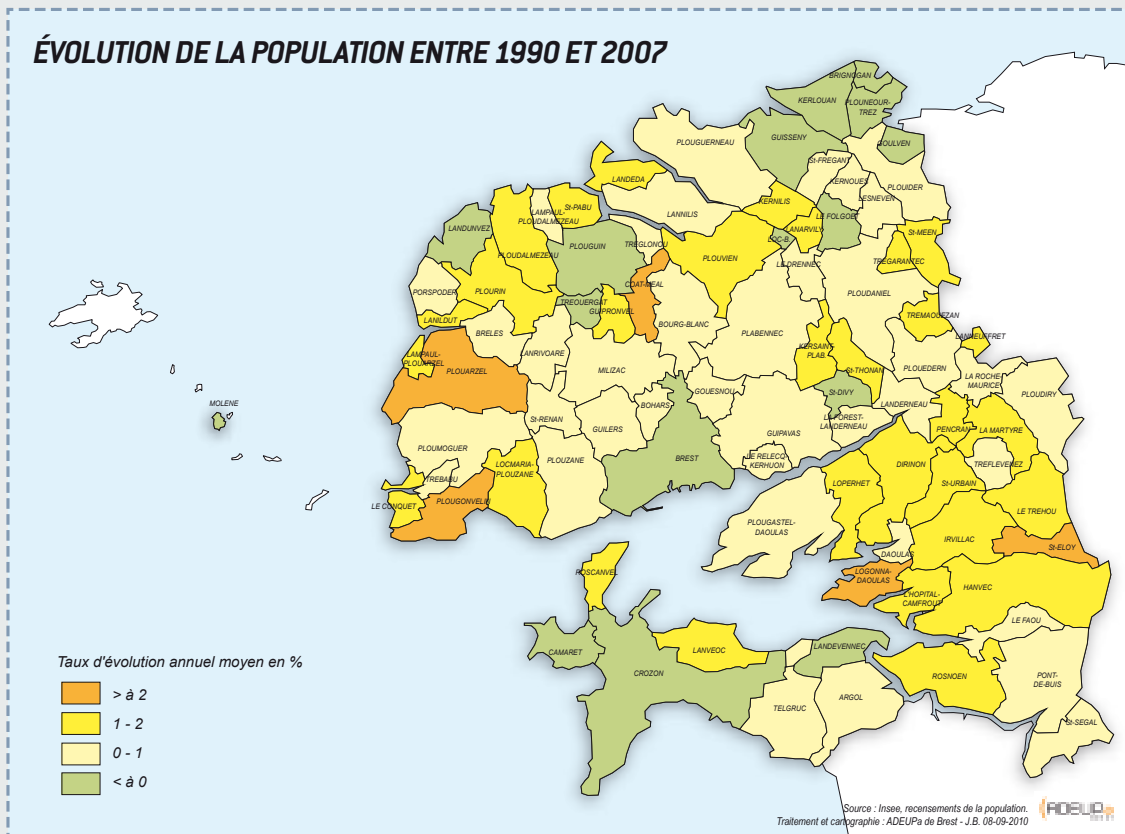 ÉVOLUTION DE LA POPULATION ENTRE 1990 ET 2007
BRIGNOGAN
KERLOUAN
PLOUNEOUR-
TREZ
GUISSENY
GOULVEN
PLOUGUERNEAU
St-FREGANT
KERNOUES
LESNEVEN
PLOUIDER
LANDEDA
LANNILIS
KERNILIS
LE FOLGOET
LANARVILY
LOC-B.
St-MEEN
TREGARANTEC
St-PABU
LAMPAUL-
PLOUDALMEZEAU
LANDUNVEZ
PLOUDALMEZEAU
PLOUGUIN
TREGLONOU
PLOUVIEN
LE DRENNEC
PLOUDANIEL
PORSPODER
PLOURIN
TREOUERGAT
GUIPRONVEL
COAT-MEAL
BOURG-BLANC
PLABENNEC
TREMAOUEZAN
LANNEUFFRET
LANILDUT
BRELES
LANRIVOARE
MILIZAC
KERSAINT-
PLAB.
St-THONAN
PLOUEDERN
LA ROCHE-
MAURICE
PLOUDIRY
LAMPAUL-
PLOUARZEL
PLOUARZEL
GOUESNOU
BOHARS
St-DIVY
LANDERNEAU
LA FOREST-
LANDERNEAU
MOLENE
St-RENAN
GUILERS
GUIPAVAS
PENCRAN
LA MARTYRE
PLOUMOGUER
PLOUZANE
BREST
LE RELECQ-
KERHUON
DIRINON
TREFLEVENEZ
TREBABU
LOCMARIA-
PLOUZANE
LOPERHET
St-URBAIN
LE CONQUET
PLOUGONVELIN
LE TREHOU
PLOUGASTEL-
DAOULAS
IRVILLAC
St-ELOY
DAOULAS
ROSCANVEL
LOGONNA-
DAOULAS
HANVEC
L'HOPITAL-
CAMFROUT
LE FAOU
CAMARET
LANVEOC
LANDEVENNEC
CROZON
ROSNOEN
PONT-
DE-BUIS
ARGOL
TELGRUC
St-SEGAL
Taux d'évolution annuel moyen en %
> à 2
1 - 2
0 - 1
< à 0
Source : Insee, recensements de la population.
Traitement et cartographie : ADEUPa de Brest - J.B. 08-09-2010
ADEUPa